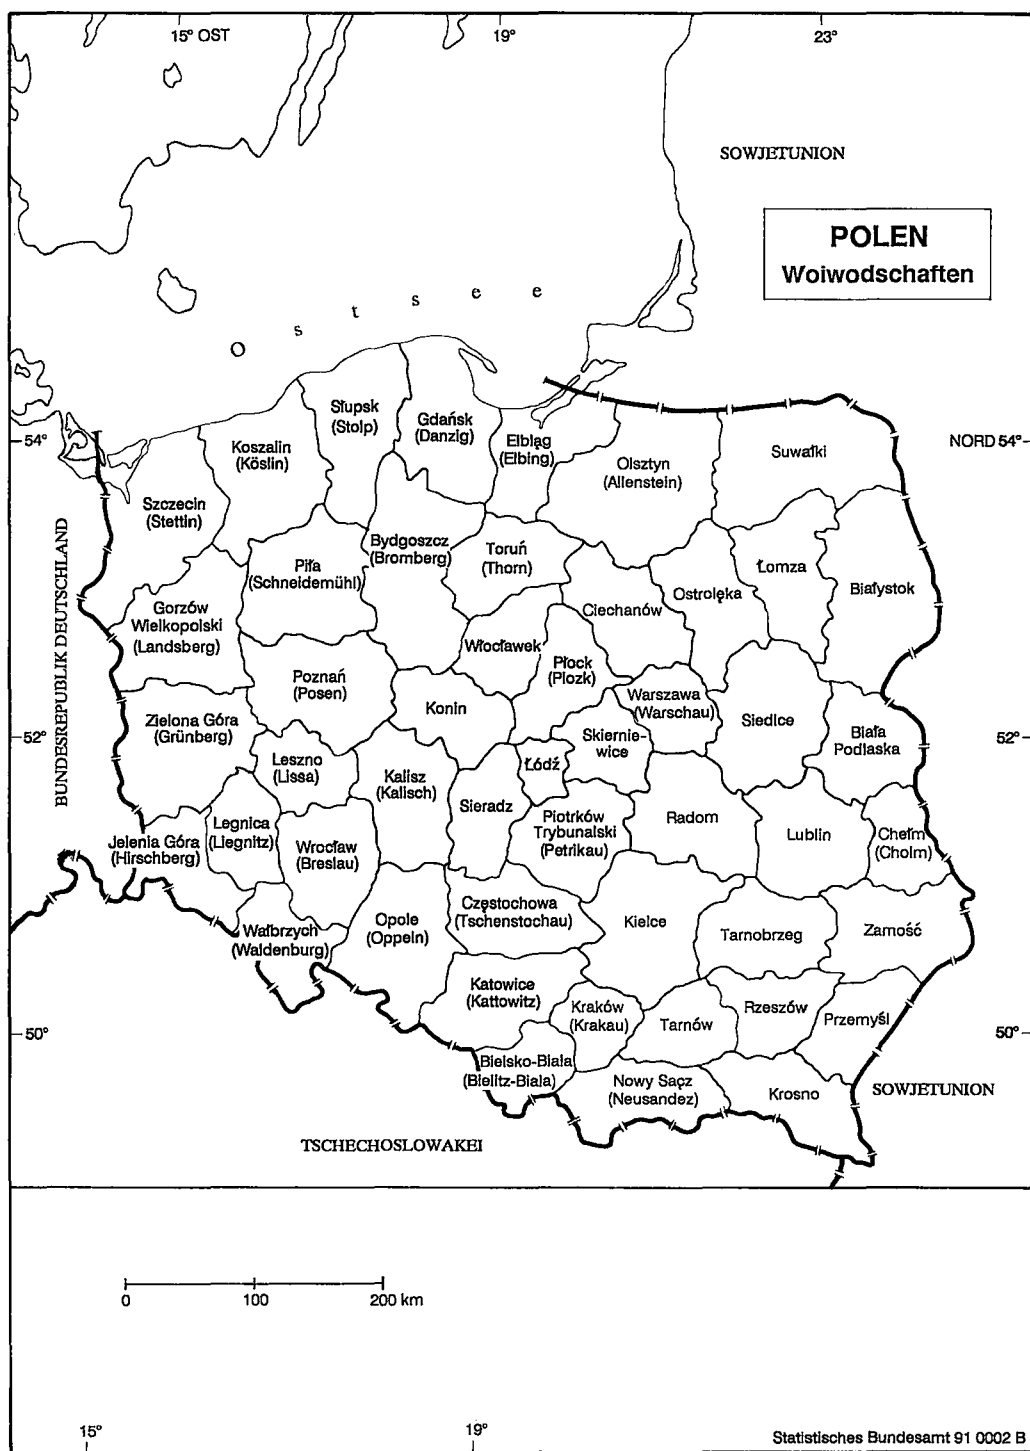 15° OST
19°
23°
SOWJETUNION
POLEN
Woiwodschaften
O s t s e e
54°
NORD 54°
Słupsk
(Stolp)
Gdańsk
(Danzig)
Koszalin
(Köslin)
Elbląg
(Elbing)
Olsztyn
(Allenstein)
Suwałki
Szczecin
(Stettin)
Bydgoszcz
(Bromberg)
Toruń
(Thorn)
Piła
(Schneidemühl)
Łomza
Ostrolęka
Białystok
Ciechanów
Gorzów
Wielkopolski
(Landsberg)
Włocławek
Płock
(Plozk)
Poznań
(Posen)
Konin
Warszawa
(Warschau)
Siedlce
BUNDESREPUBLIK DEUTSCHLAND
Zielona Góra
(Grünberg)
Skiernie-
wice
Biała
Podlaska
52°
52°
Leszno
(Lissa)
Kalisz
(Kalisch)
Łódź
Sieradz
Piotrków
Trybunalski
(Petrikau)
Radom
Lublin
Chełm
(Cholm)
Legnica
(Liegnitz)
Jelenia Góra
(Hirschberg)
Wrocław
(Breslau)
Wałbrzych
(Waldenburg)
Opole
(Oppeln)
Częstochowa
(Tschenstochau)
Kielce
Tarnobrzeg
Zamość
Katowice
(Kattowitz)
Kraków
(Krakau)
Tarnów
Rzeszów
Przemyśl
50°
50°
Bielsko-Biała
(Bielitz-Biala)
Nowy Sącz
(Neusandez)
Krosno
SOWJETUNION
TSCHECHOSLOWAKEI
0 100 200 km
15°
19°
Statistisches Bundesamt 91 0002 B